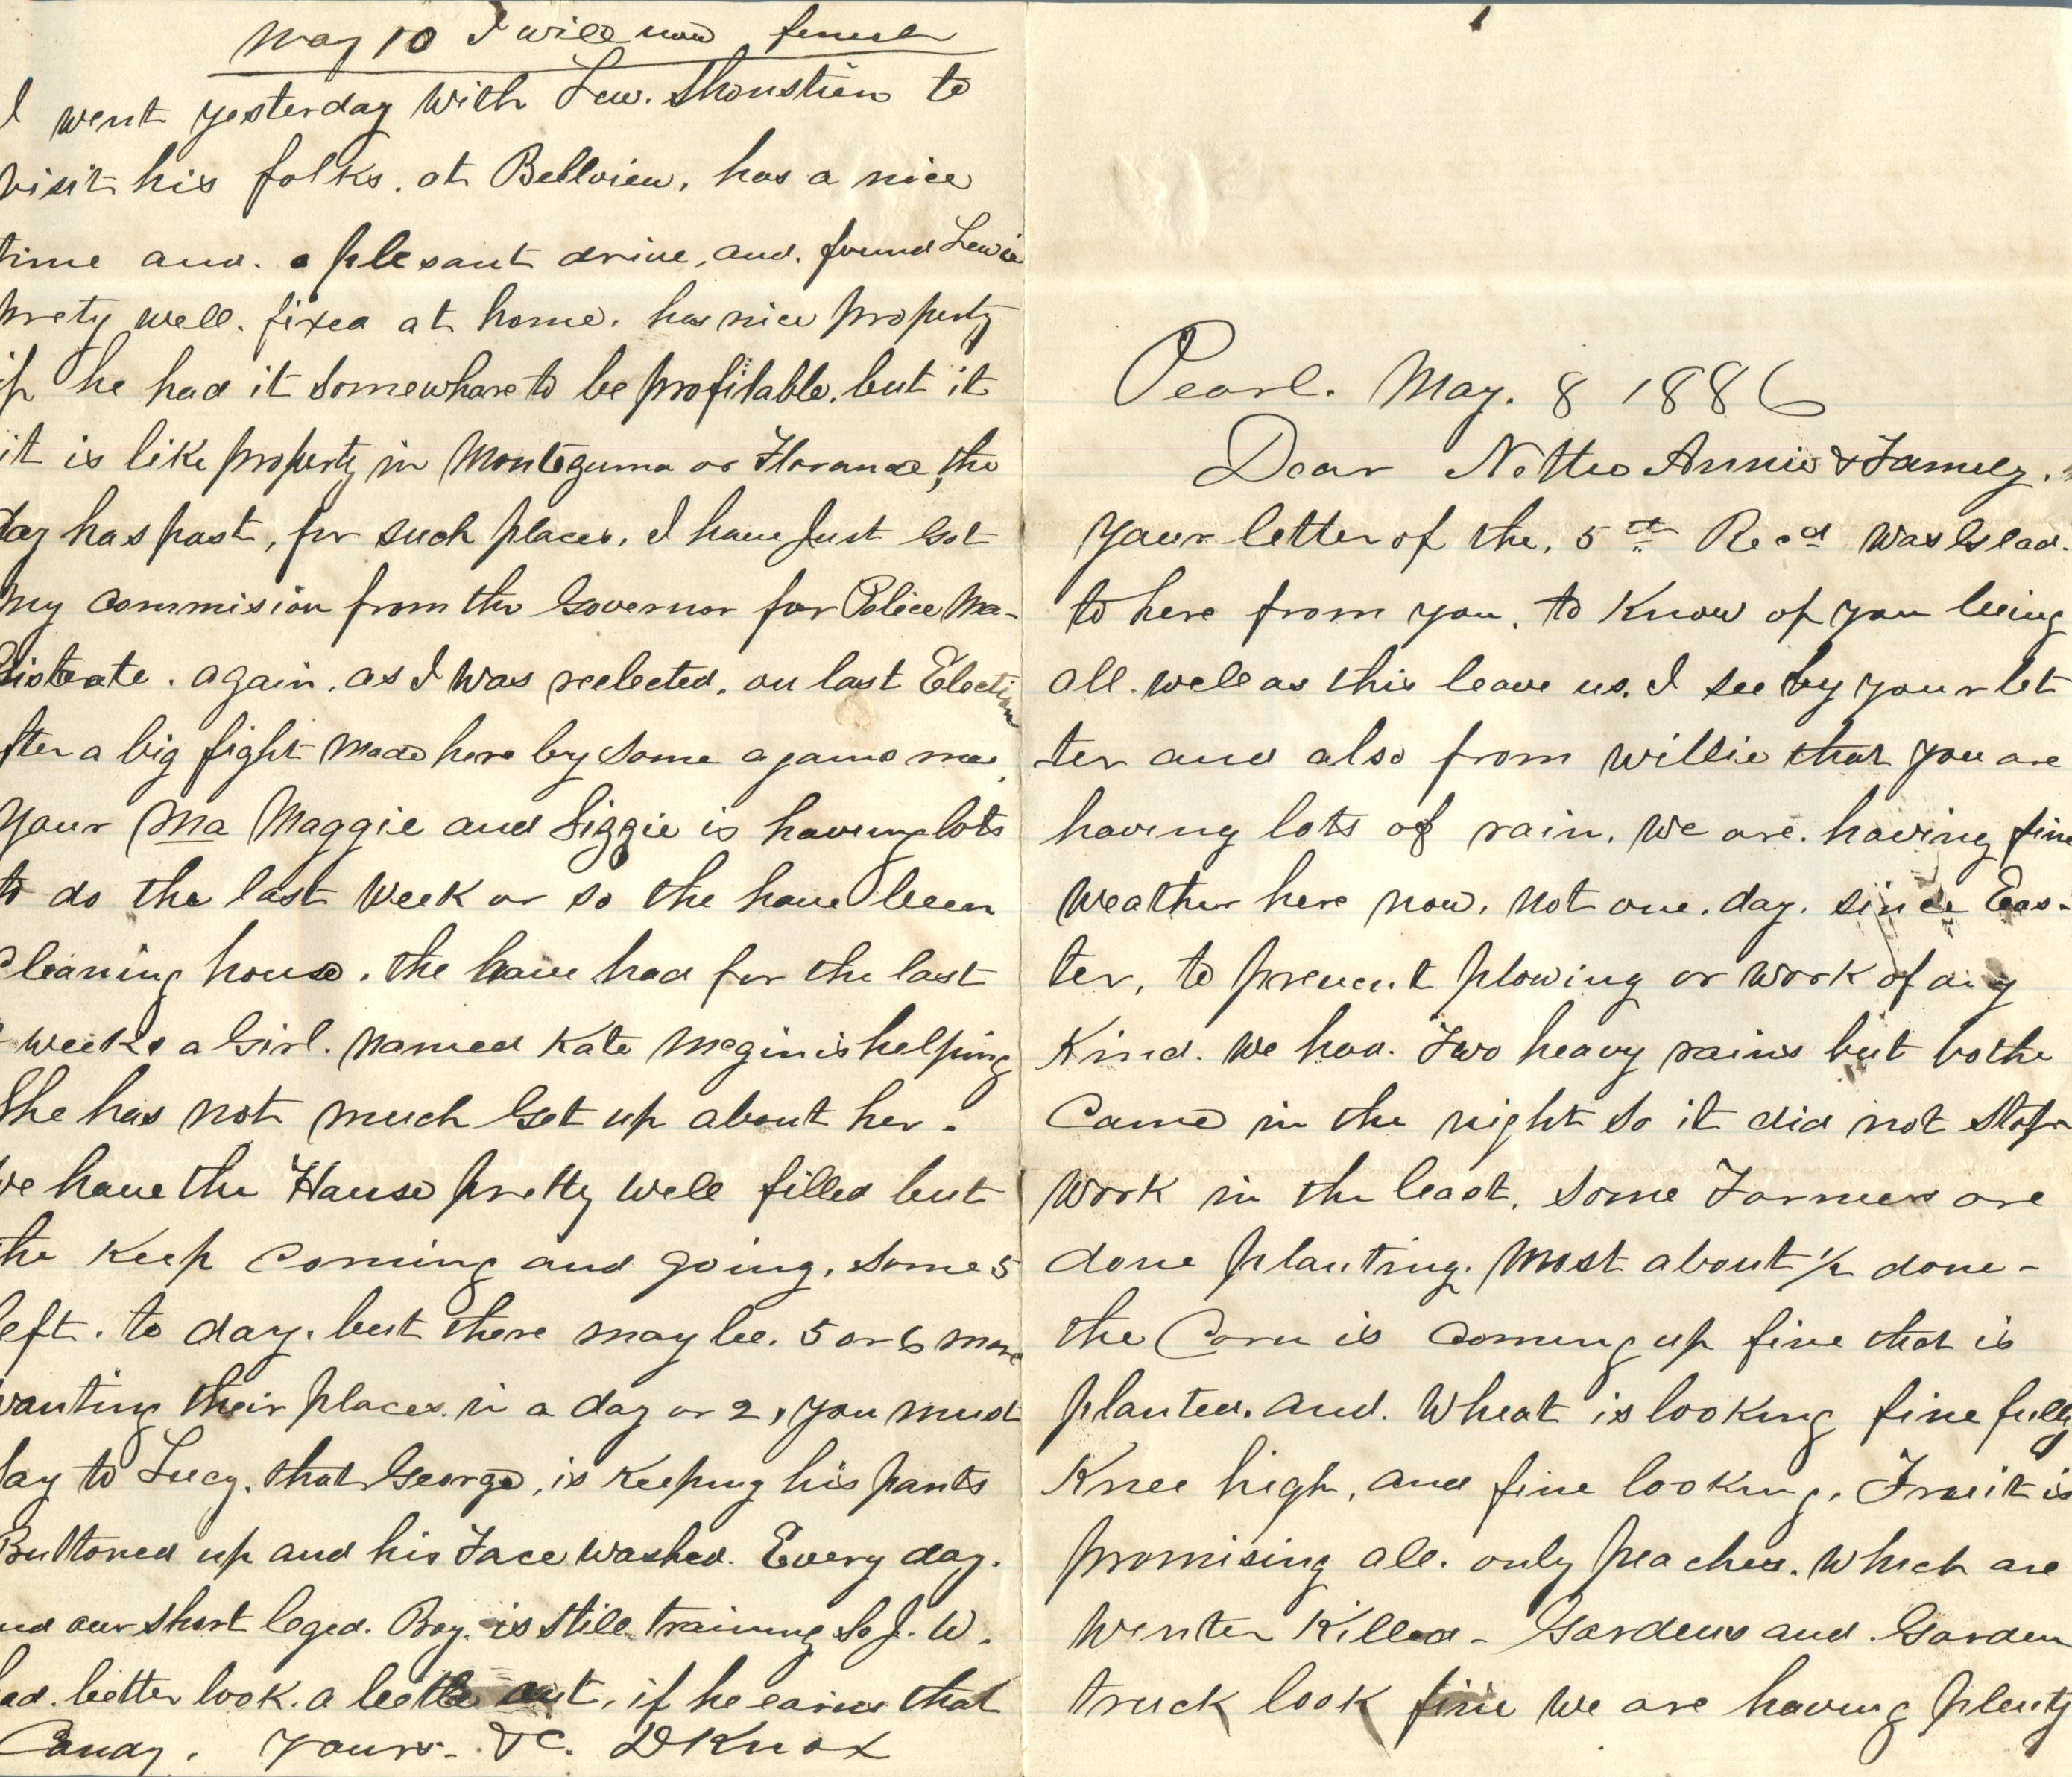 Pearl. May. 8 1886
Dear Nettie Annie & Family.
Your letter of the. 5th Recd was Glad.
to here from you. to Know of you being
all. well as this leave us. I see by your let
ter and also from Willie that you are
having lots of rain. We are. having fine
Weather here now. Not one. day. since Eas-
ter, to prevent plowing or work of any
Kind. We had. Two heavy rains but bothe
Came in the night So it did not Stop
Work in the least. Some Farmers are
done planting. Most about 1/2 done -
the Corn is coming up fine that is
planted. and. Wheat is looking fine fully
Knee high, and fine looking. Fruit is
promising all. only peaches. Which are
Winter Killed - Gardens and. Garden
truck look fine We are having plenty
May 10 I will now finish
I went yesterday With Lew. to
visit his folks. at Bellview. has a nice
time and. a plesant drive, and. found Lewie
prety well. fixed at home. has nice property
if he had it Somewhare to be profitable. but it
it is like property in Montezuma or Florance, the
day has past, for such places. I have Just Got
My Commision from the Governor for Police Ma-
gistrate. again. as I Was reelected. on last Election
fter a big fight Made here by Some againe me.
Your Ma Maggie and Lizzie is having lots
to do the last Week or so the have been
Cleaning house. the have had for the last
weeks a Girl. Named Kate Mcginis helping
She has not much Get up about her.
We have the House pretty well filled but
the Keep Coming and going. Some 5
left. to day. but there may be. 5 or 6 more
wanting their places. in a day or 2, You must
Say to Lucy. that George, is Keeping his pants
Buttoned up and his Face Washed. Every day.
nd our Short leged. Boy. is still training So J. W.
had. better look. a leetle out, if he earns that
Candy. Yours- &C. D Knox